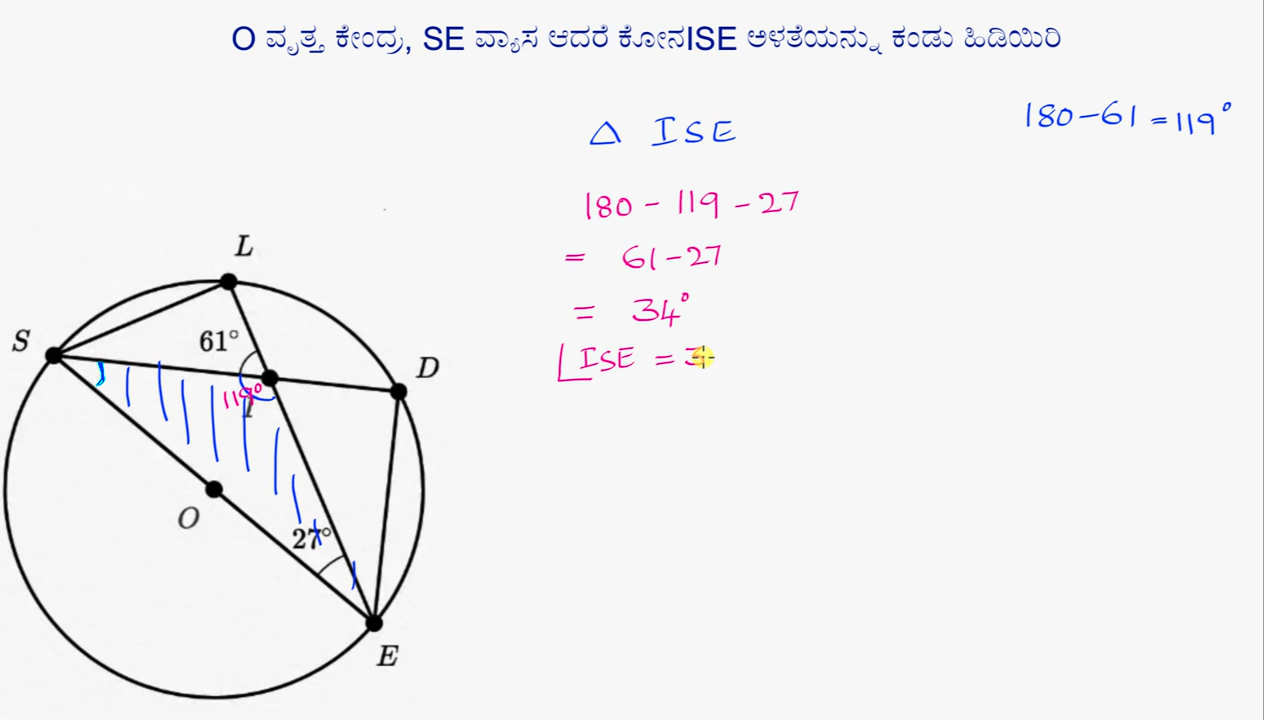 O ವೃತ್ತ ಕೇಂದ್ರ, SE ವ್ಯಾಸ ಆದರೆ ಕೋನISE ಅಳತೆಯನ್ನು ಕಂಡು ಹಿಡಿಯಿರಿ
180-61 = 119°
△ ISE
180 - 119 - 27
= 61-27
= 34°
∠ISE = 3
L
S
61°
D
119°
I
O
27°
E